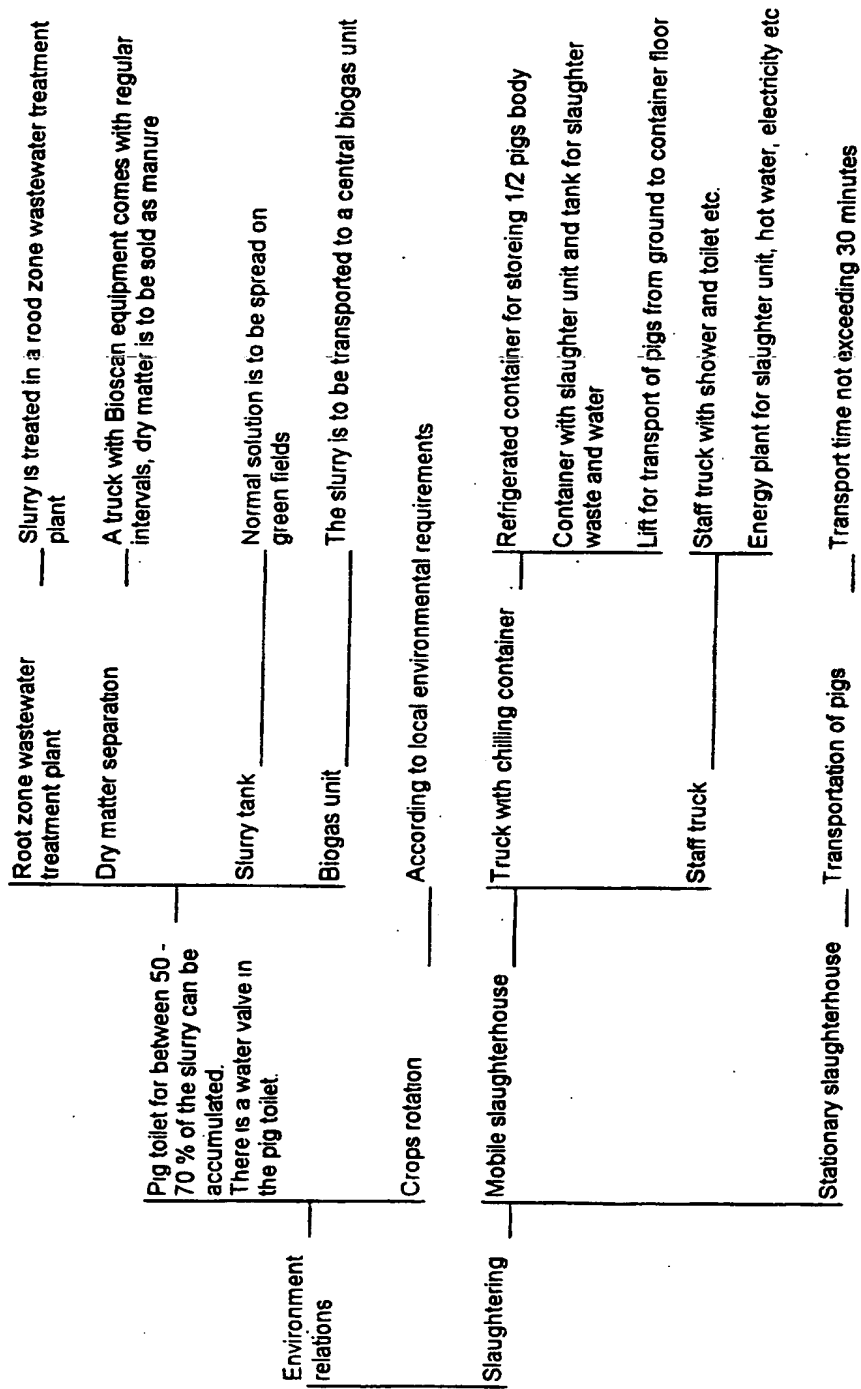 Environment
relations
Pig toilet for between 50 -
70 % of the slurry can be
accumulated.
There is a water valve in
the pig toilet.
Root zone wastewater
treatment plant
Slurry is treated in a rood zone wastewater treatment
plant
Dry matter separation
A truck with Bioscan equipment comes with regular
intervals, dry matter is to be sold as manure
Slurry tank
Normal solution is to be spread on
green fields
Biogas unit
The slurry is to be transported to a central biogas unit
Crops rotation
According to local environmental requirements
Slaughtering
Mobile slaughterhouse
Truck with chilling container
Refrigerated container for storeing 1/2 pigs body
Container with slaughter unit and tank for slaughter
waste and water
Lift for transport of pigs from ground to container floor
Staff truck
Staff truck with shower and toilet etc.
Energy plant for slaughter unit, hot water, electricity etc
Stationary slaughterhouse
Transportation of pigs
Transport time not exceeding 30 minutes